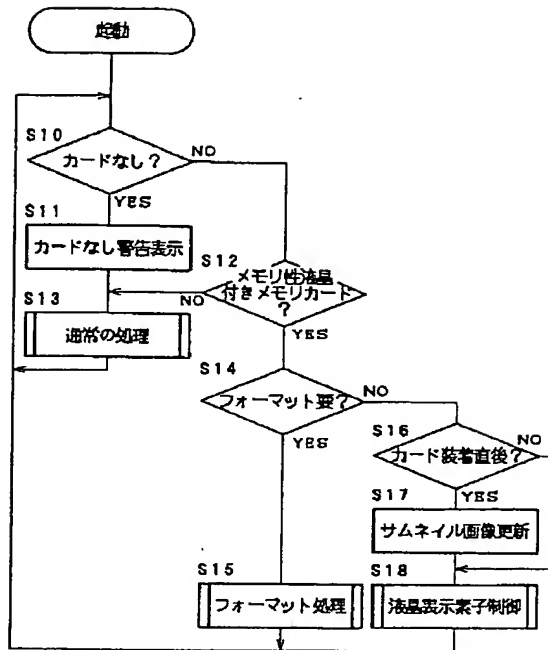 起動
S10
カードなし?
NO
YES
S11
カードなし警告表示
S12
メモリ性液晶
付きメモリカード
?
NO
YES
S13
通常の処理
S14
フォーマット要?
NO
YES
S16
カード装着直後?
NO
YES
S17
サムネイル画像更新
S15
フォーマット処理
S18
液晶表示素子制御